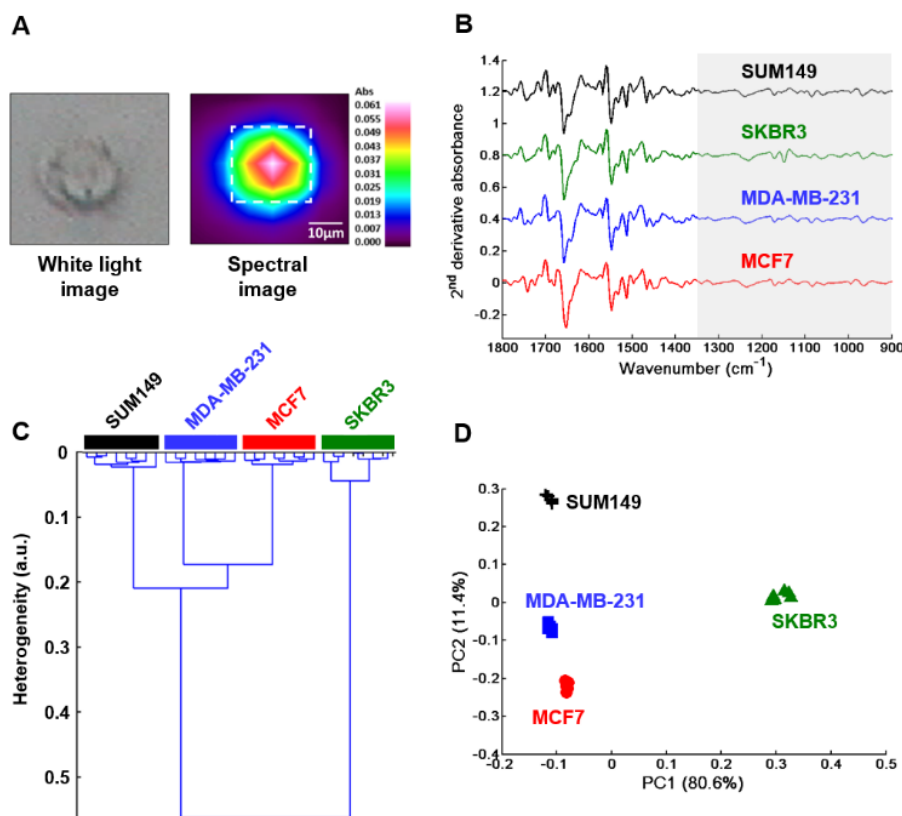 A
Abs
0.061
0.055
0.049
0.043
0.037
0.031
0.025
0.019
0.013
0.007
0.000
10µm
White light
image
Spectral
image
B
2nd derivative absorbance
1.4
1.2
1
0.8
0.6
0.4
0.2
0
-0.2
SUM149
SKBR3
MDA-MB-231
MCF7
1800 1700 1600 1500 1400 1300 1200 1100 1000 900
Wavenumber (cm-1)
C
SUM149
MDA-MB-231
MCF7
SKBR3
Heterogeneity (a.u.)
0
0.1
0.2
0.3
0.4
0.5
D
PC2 (11.4%)
0.3
0.2
0.1
0
-0.1
-0.2
-0.3
-0.4
SUM149
MDA-MB-231
SKBR3
MCF7
-0.2 -0.1 0 0.1 0.2 0.3 0.4 0.5
PC1 (80.6%)